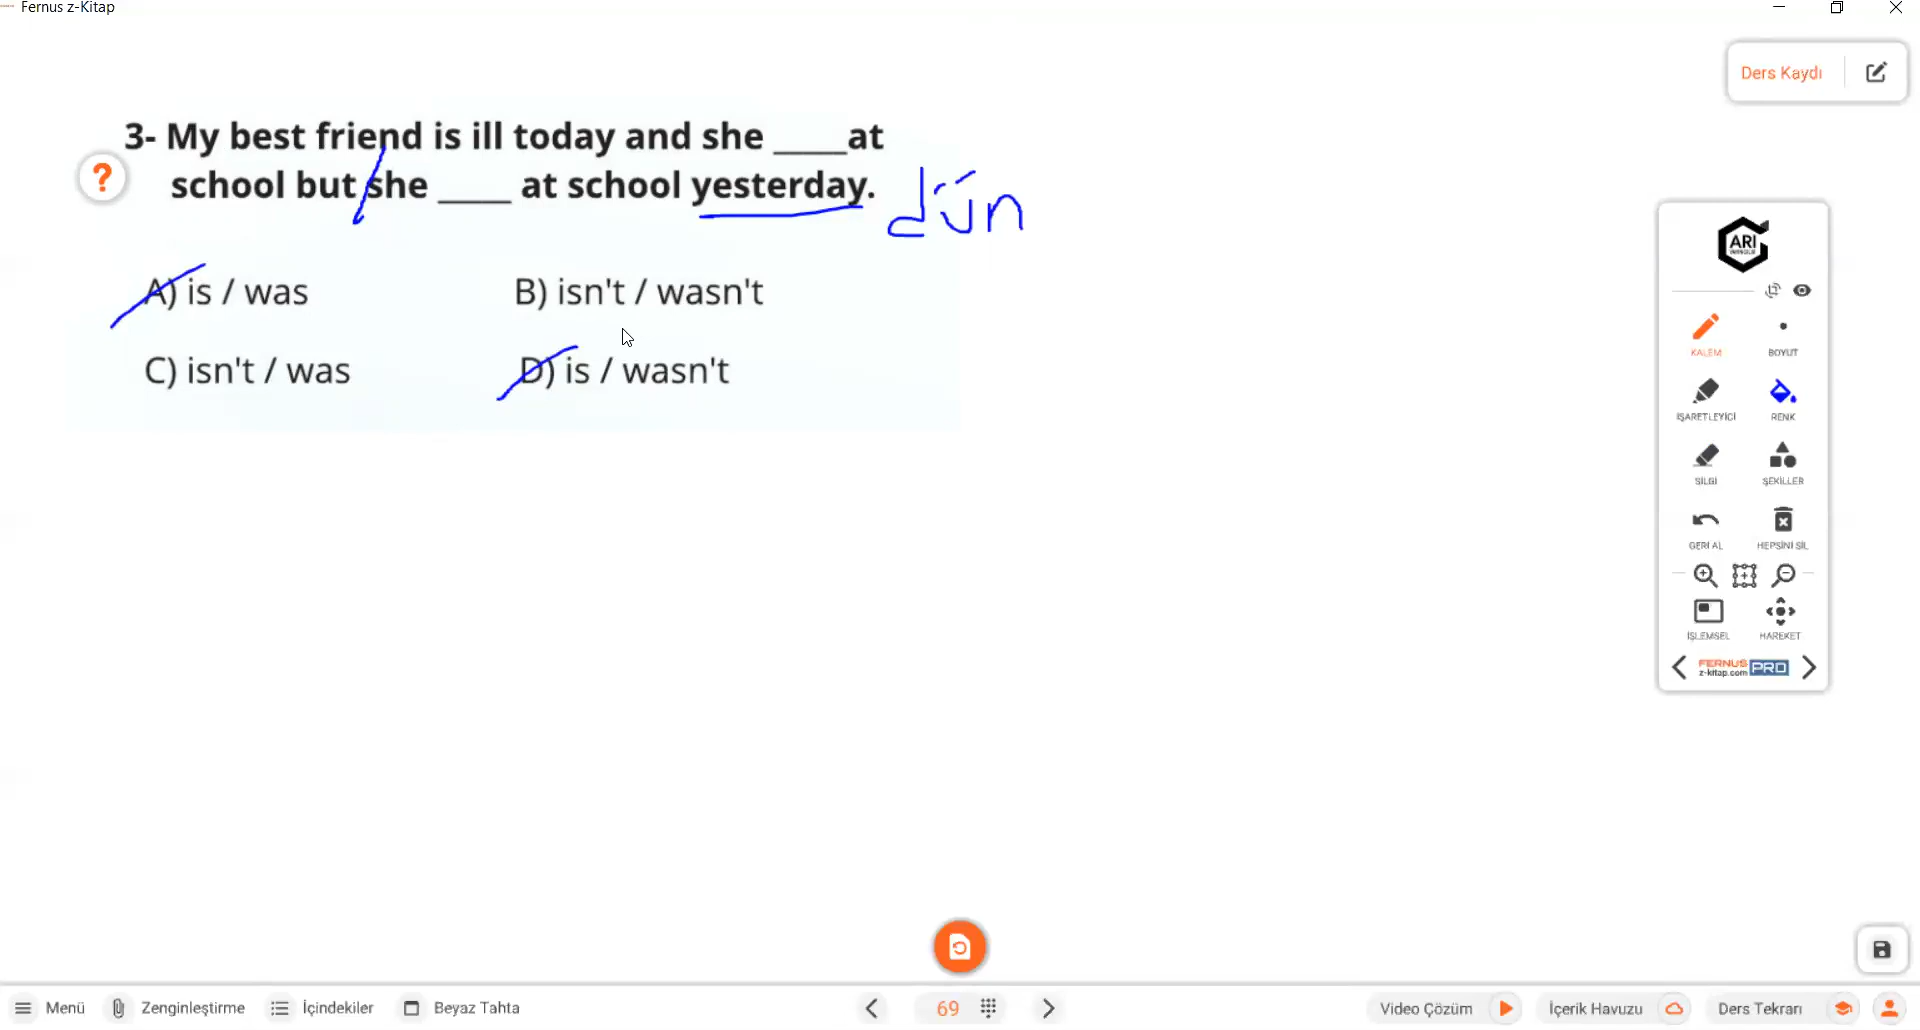 Fernus z-Kitap
Ders Kaydı
3- My best friend is ill today and she _____at
school but she _____ at school yesterday.
dün
A) is / was
B) isn't / wasn't
C) isn't / was
D) is / wasn't
ARI
KALEM
BOYUT
İŞARETLEYİCİ
RENK
SİLGİ
ŞEKİLLER
GERİ AL
HEPSİNİ SİL
İŞLEMSEL
HAREKET
FERNUS
z-kitap.com PRO
Menü
Zenginleştirme
İçindekiler
Beyaz Tahta
69
Video Çözüm
İçerik Havuzu
Ders Tekrarı